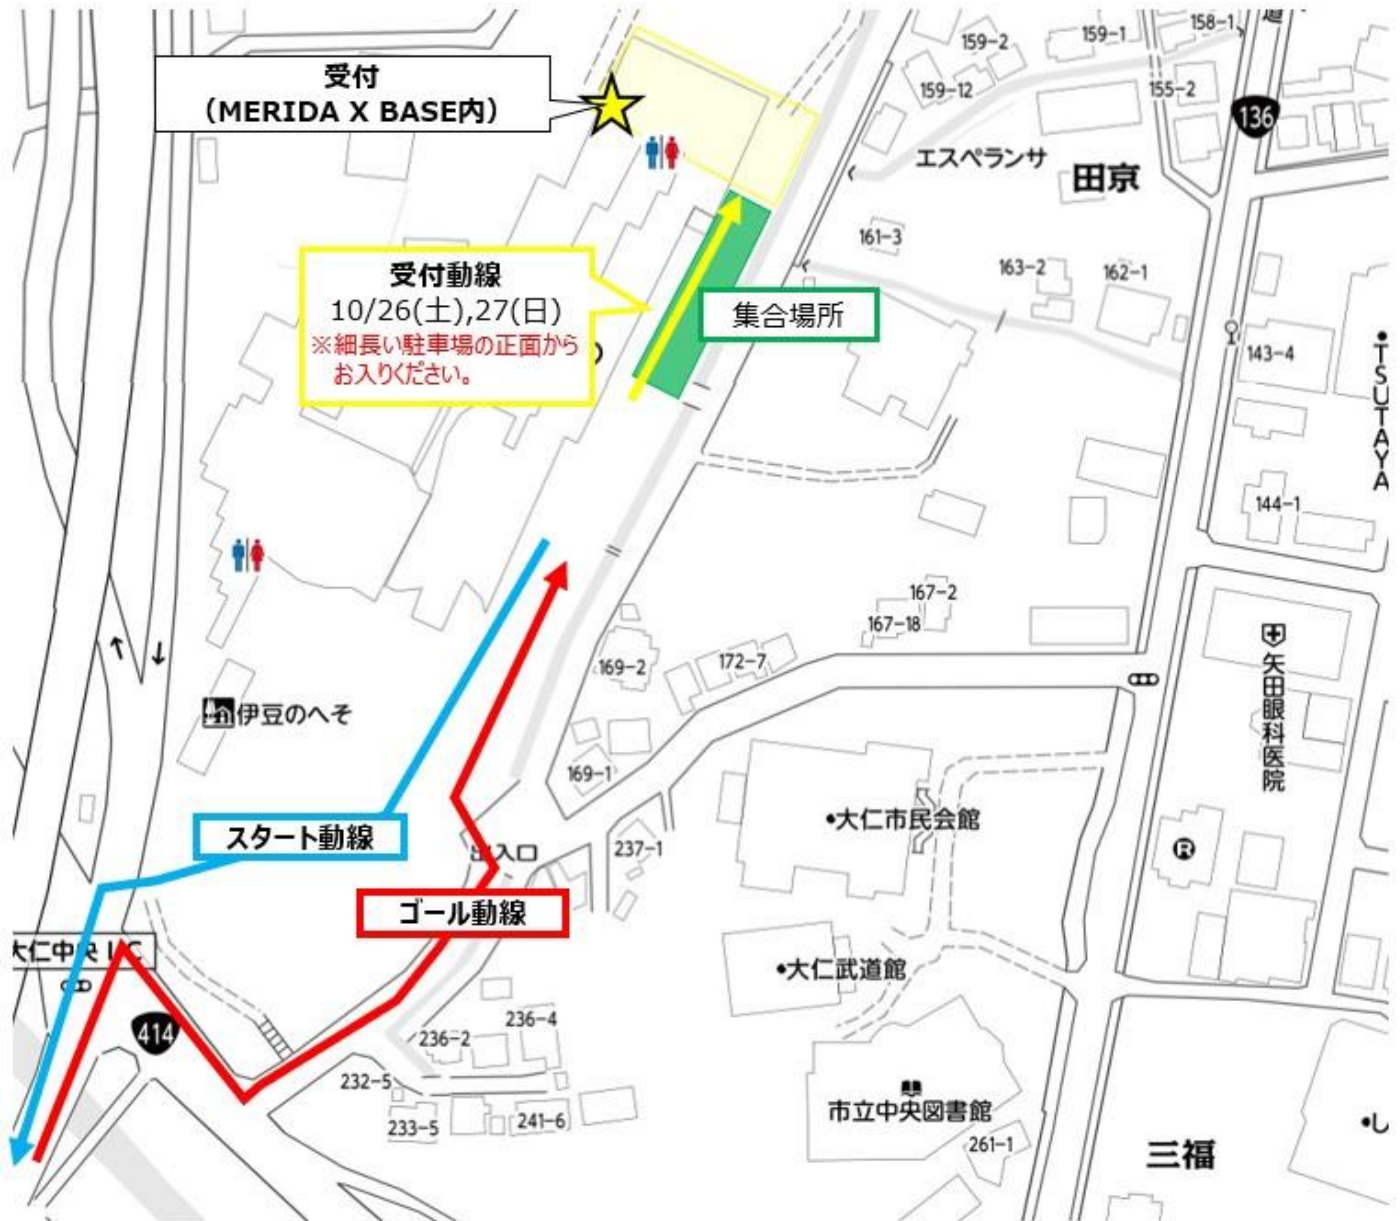 受付
（MERIDA X BASE内）
159-2
159-1
158-1
道
159-12
155-2
136
エスペランサ
田京
161-3
163-2
162-1
受付動線
10/26(土),27(日)
※細長い駐車場の正面から
お入りください。
集合場所
143-4
TSUTAYA
144-1
167-2
167-18
169-2
172-7
伊豆のへそ
矢田眼科医院
169-1
スタート動線
出入口
237-1
大仁市民会館
R
ゴール動線
大仁中央 I.C
大仁武道館
414
236-2
236-4
232-5
233-5
241-6
市立中央図書館
261-1
三福
し